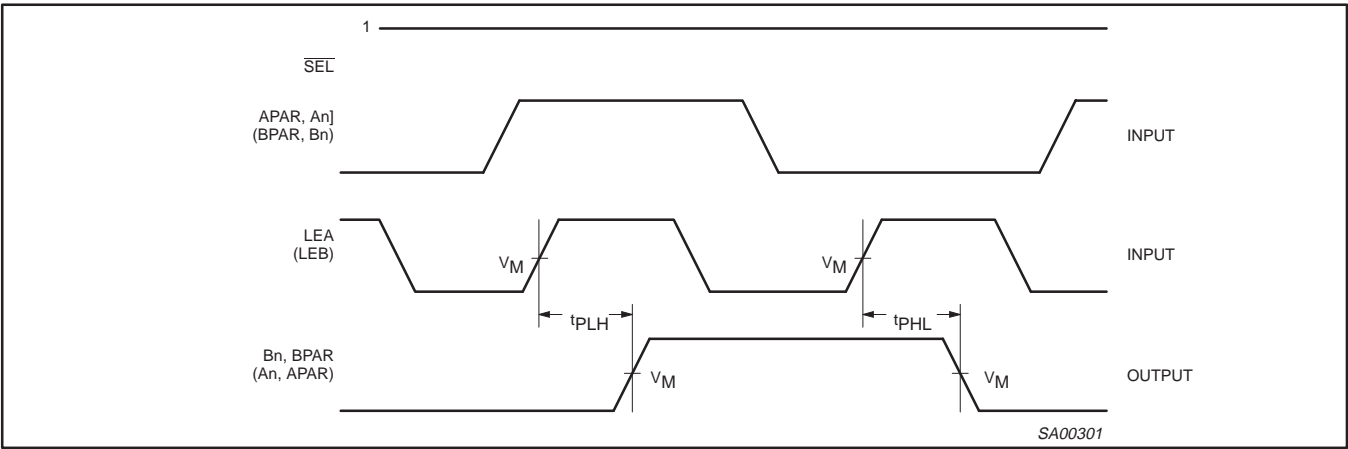 1
SEL
APAR, An]
(BPAR, Bn)
INPUT
LEA
(LEB)
VM
VM
INPUT
tPLH
tPHL
Bn, BPAR
(An, APAR)
VM
VM
OUTPUT
SA00301